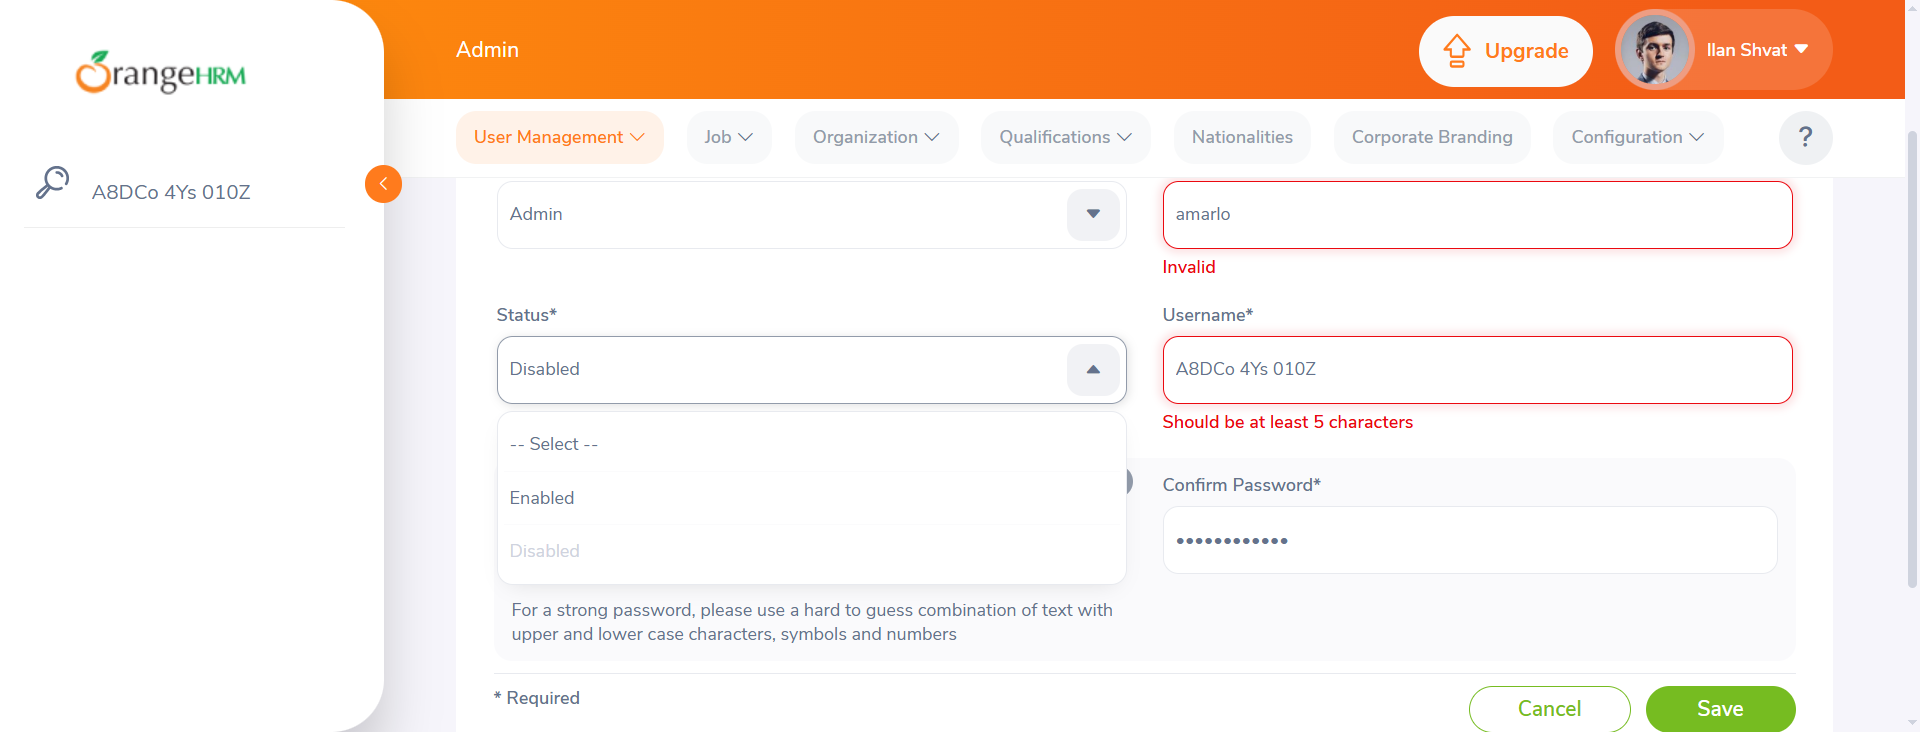 OrangeHRM
Admin
Upgrade
Ilan Shvat
User Management
Job
Organization
Qualifications
Nationalities
Corporate Branding
Configuration
?
A8DCo 4Ys 010Z
Admin
amarlo
Invalid
Status*
Username*
Disabled
A8DCo 4Ys 010Z
Should be at least 5 characters
-- Select --
Enabled
Disabled
Confirm Password*
••••••••••••
For a strong password, please use a hard to guess combination of text with
upper and lower case characters, symbols and numbers
* Required
Cancel
Save